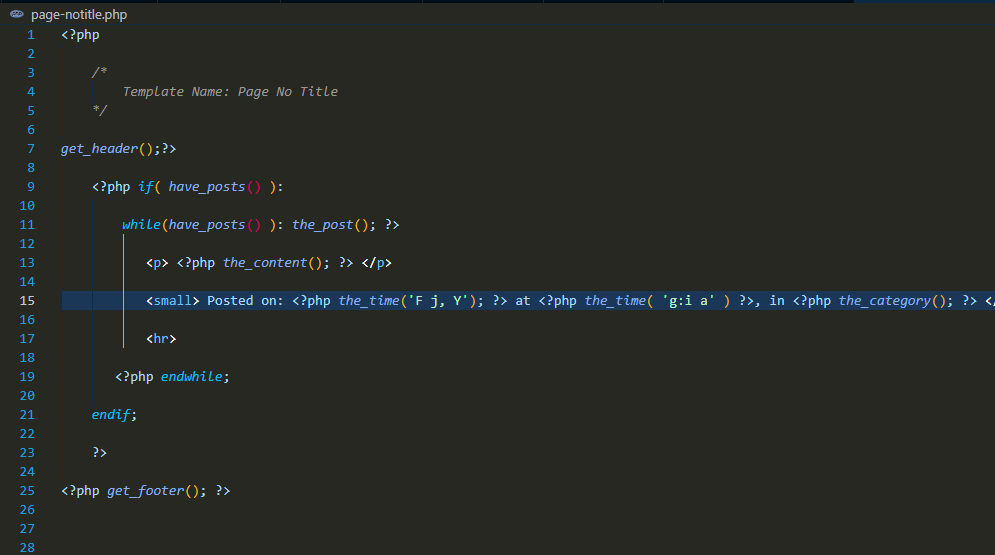 page-notitle.php
1 <?php
2
3 /*
4 Template Name: Page No Title
5 */
6
7 get_header();?>
8
9 <?php if( have_posts() ):
10
11 while(have_posts() ): the_post(); ?>
12
13 <p> <?php the_content(); ?> </p>
14
15 <small> Posted on: <?php the_time('F j, Y'); ?> at <?php the_time( 'g:i a' ) ?>, in <?php the_category(); ?> <
16
17 <hr>
18
19 <?php endwhile;
20
21 endif;
22
23 ?>
24
25 <?php get_footer(); ?>
26
27
28